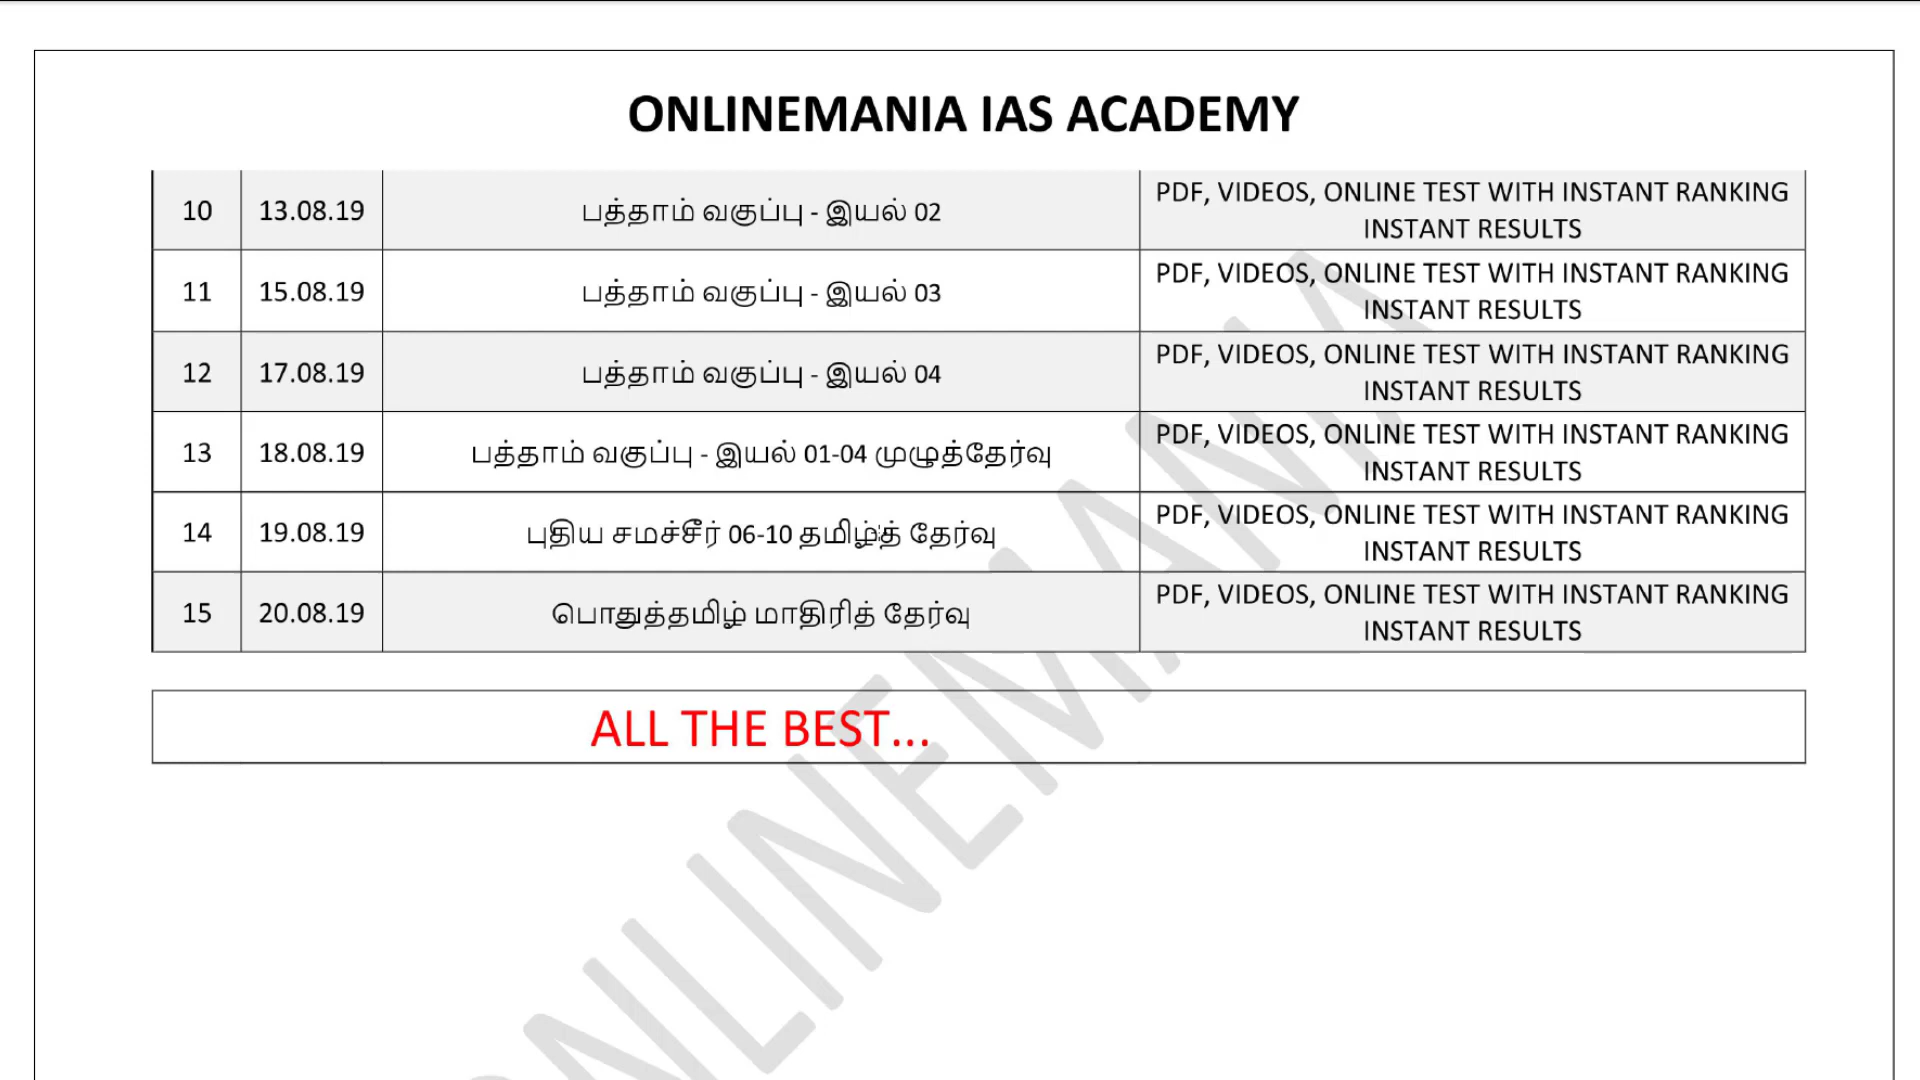 ONLINEMANIA IAS ACADEMY
10 13.08.19 பத்தாம் வகுப்பு - இயல் 02 PDF, VIDEOS, ONLINE TEST WITH INSTANT RANKING
INSTANT RESULTS
11 15.08.19 பத்தாம் வகுப்பு - இயல் 03 PDF, VIDEOS, ONLINE TEST WITH INSTANT RANKING
INSTANT RESULTS
12 17.08.19 பத்தாம் வகுப்பு - இயல் 04 PDF, VIDEOS, ONLINE TEST WITH INSTANT RANKING
INSTANT RESULTS
13 18.08.19 பத்தாம் வகுப்பு - இயல் 01-04 முழுத்தேர்வு PDF, VIDEOS, ONLINE TEST WITH INSTANT RANKING
INSTANT RESULTS
14 19.08.19 புதிய சமச்சீர் 06-10 தமிழ்த் தேர்வு PDF, VIDEOS, ONLINE TEST WITH INSTANT RANKING
INSTANT RESULTS
15 20.08.19 பொதுத்தமிழ் மாதிரித் தேர்வு PDF, VIDEOS, ONLINE TEST WITH INSTANT RANKING
INSTANT RESULTS
ALL THE BEST...
ONLINEMANIA